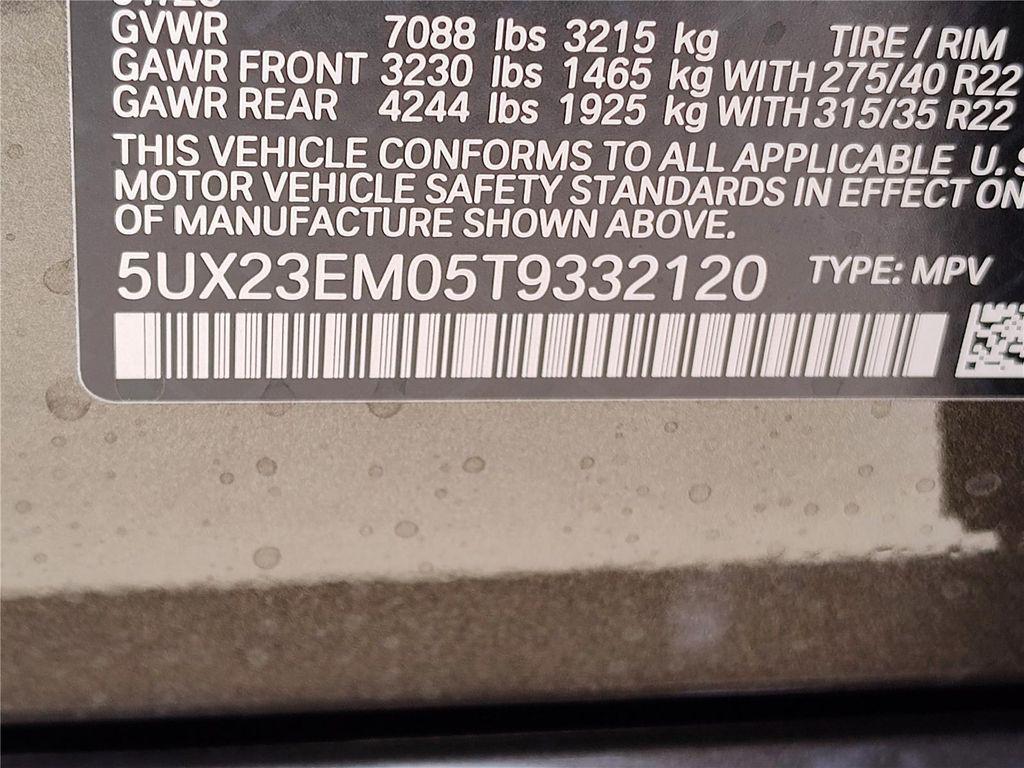 GVWR 7088 lbs 3215 kg TIRE / RIM
GAWR FRONT 3230 lbs 1465 kg WITH 275/40 R22
GAWR REAR 4244 lbs 1925 kg WITH 315/35 R22
THIS VEHICLE CONFORMS TO ALL APPLICABLE U.S
MOTOR VEHICLE SAFETY STANDARDS IN EFFECT ON
OF MANUFACTURE SHOWN ABOVE.
5UX23EM05T9332120 TYPE: MPV